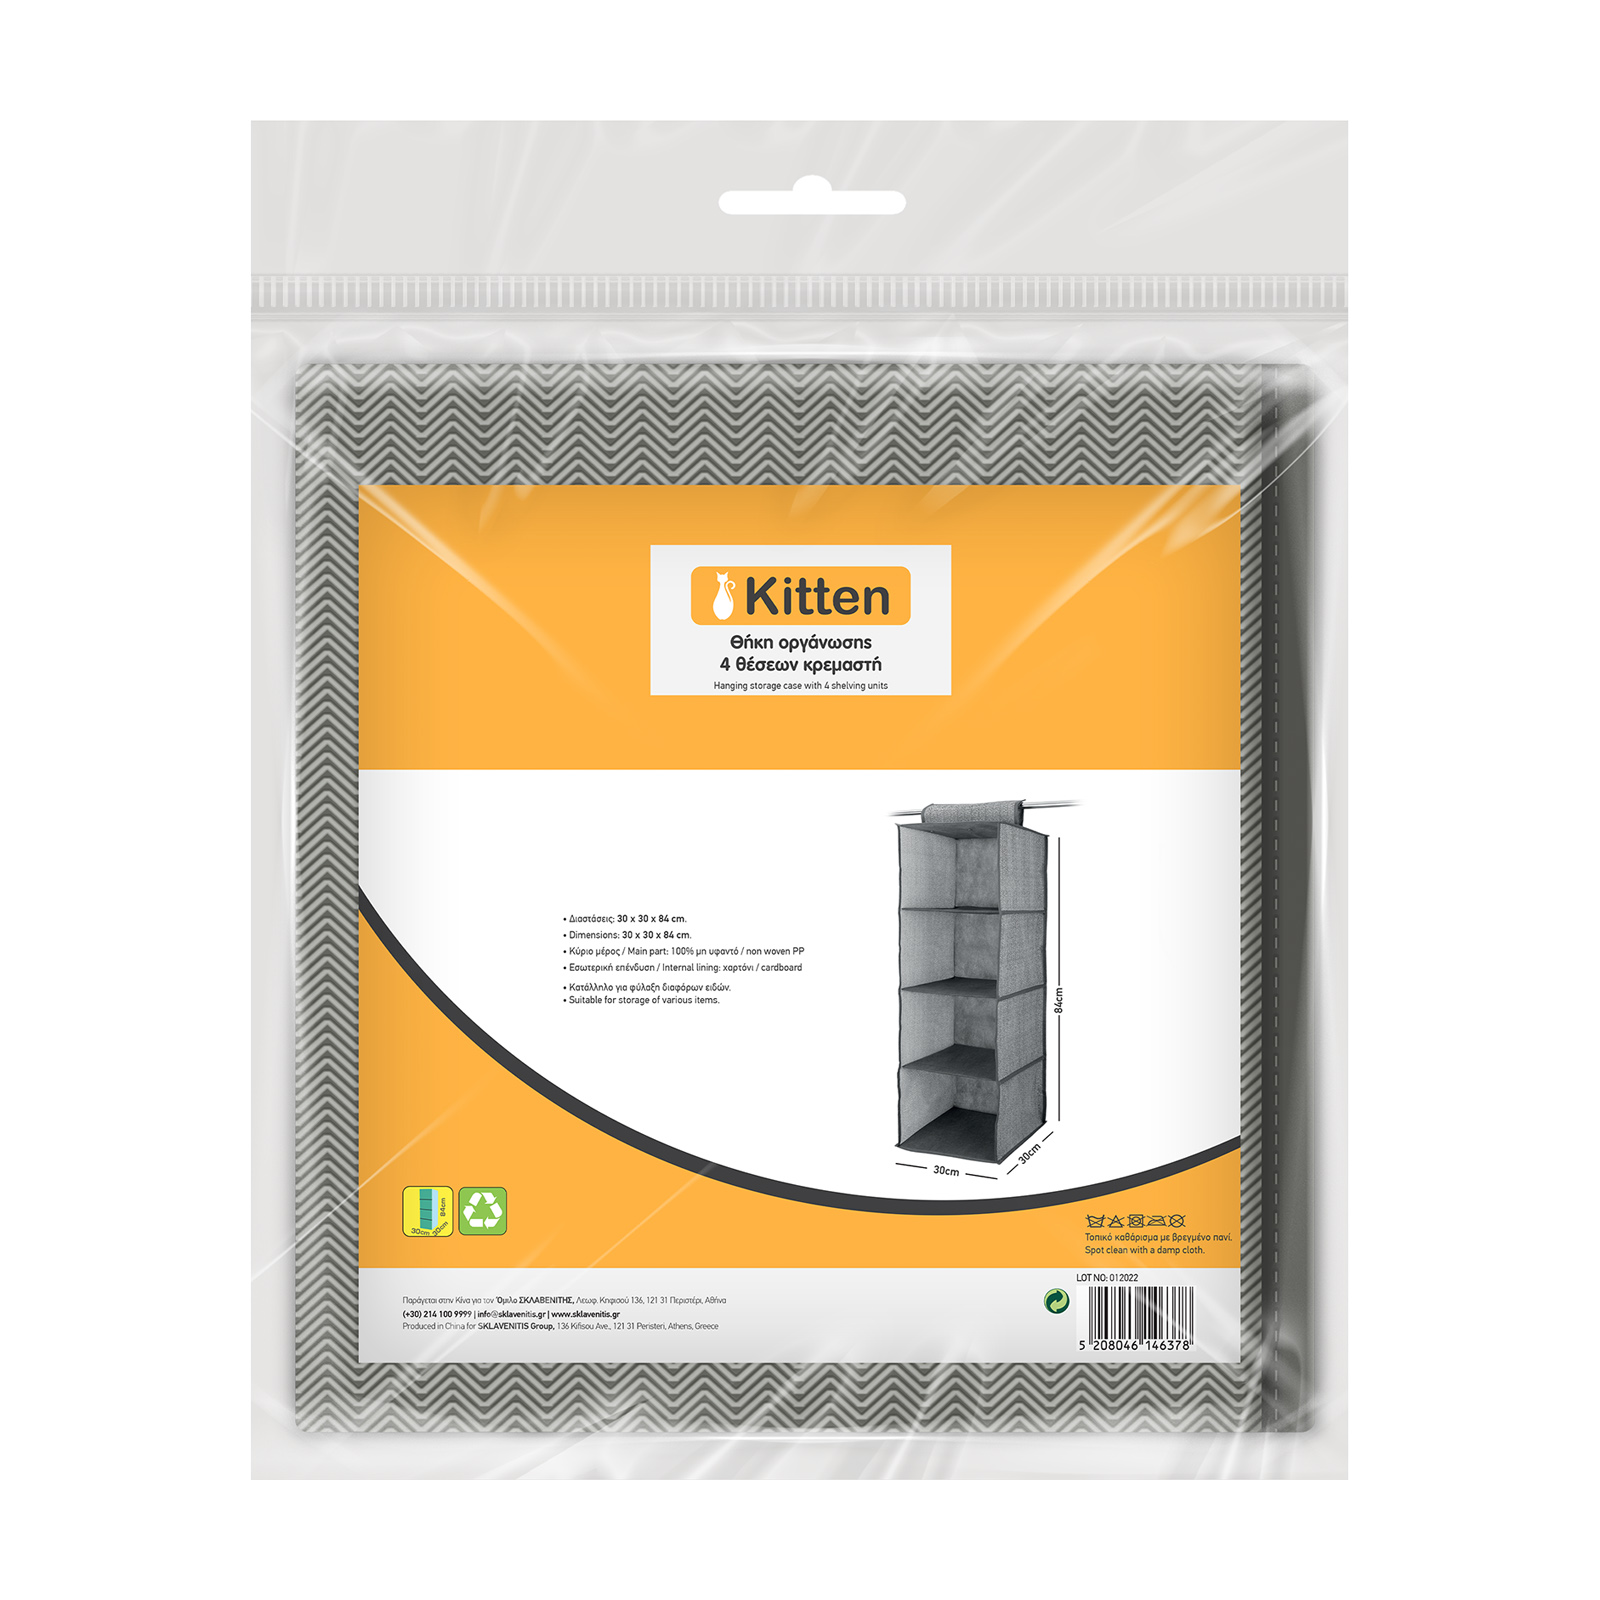 Kitten
Θήκη οργάνωσης
4 θέσεων κρεμαστή
Hanging storage case with 4 shelving units
• Διαστάσεις: 30 x 30 x 84 cm.
• Dimensions: 30 x 30 x 84 cm.
• Κύριο μέρος / Main part: 100% μη υφαντό / non woven PP
• Εσωτερική επένδυση / Internal lining: χαρτόνι / cardboard
• Κατάλληλο για φύλαξη διαφόρων ειδών.
• Suitable for storage of various items.
84cm
30cm
30cm
84cm
30cm
30cm
Τοπικό καθάρισμα με βρεγμένο πανί.
Spot clean with a damp cloth.
LOT NO: 012022
Παράγεται στην Κίνα για τον Όμιλο ΣΚΛΑΒΕΝΙΤΗΣ, Λεωφ. Κηφισού 136, 121 31 Περιστέρι, Αθήνα
(+30) 214 100 9999 | info@sklavenitis.gr | www.sklavenitis.gr
Produced in China for SKLAVENITIS Group, 136 Kifisou Ave., 121 31 Peristeri, Athens, Greece
5 208046 146378